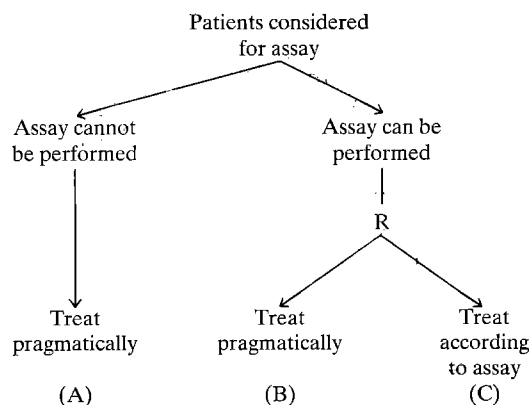 Patients considered
for assay
Assay cannot
be performed
Assay can be
performed
R
Treat
pragmatically
Treat
pragmatically
Treat
according
to assay
(A)
(B)
(C)